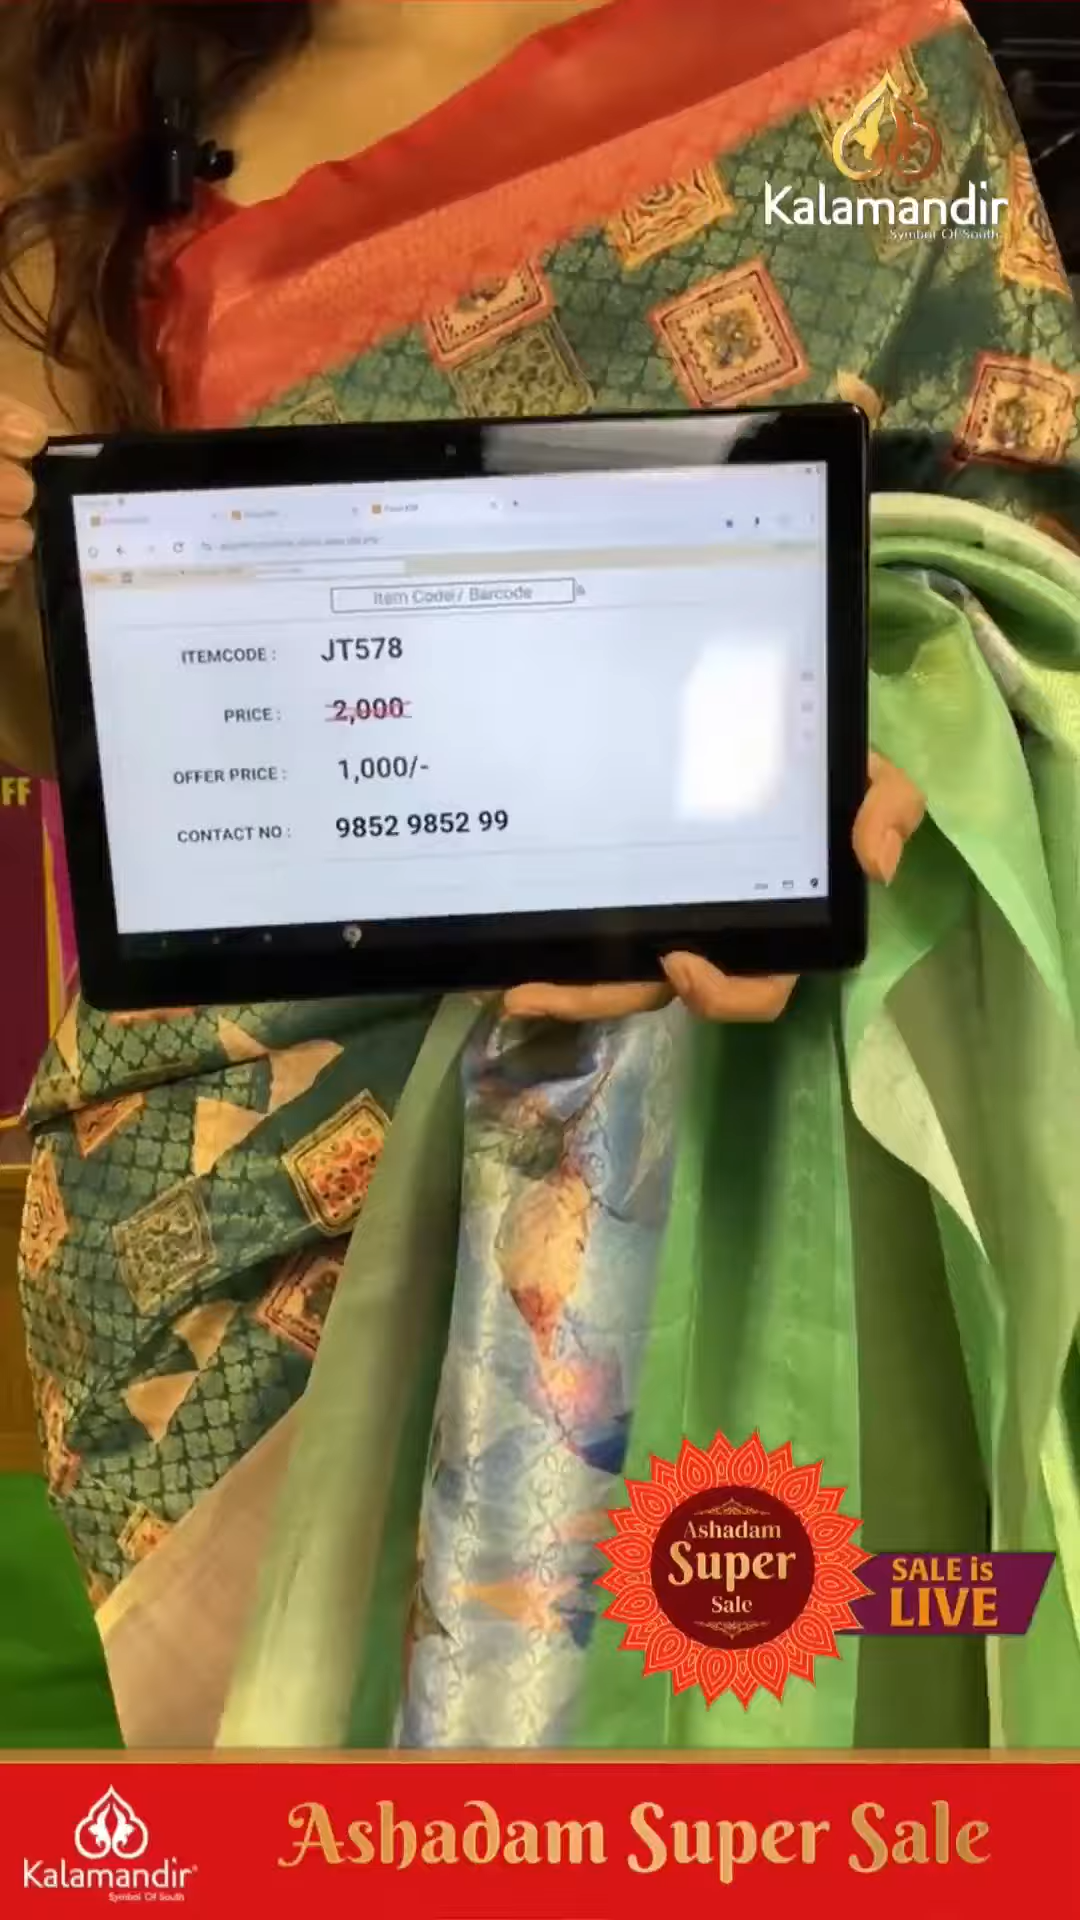 Kalamandir
Symbol Of South
Item Code / Barcode
ITEMCODE : JT578
PRICE : 2,000
OFFER PRICE : 1,000/-
CONTACT NO : 9852 9852 99
FF
Ashadam
Super
Sale
SALE is
LIVE
Kalamandir
Symbol Of South
Ashadam Super Sale